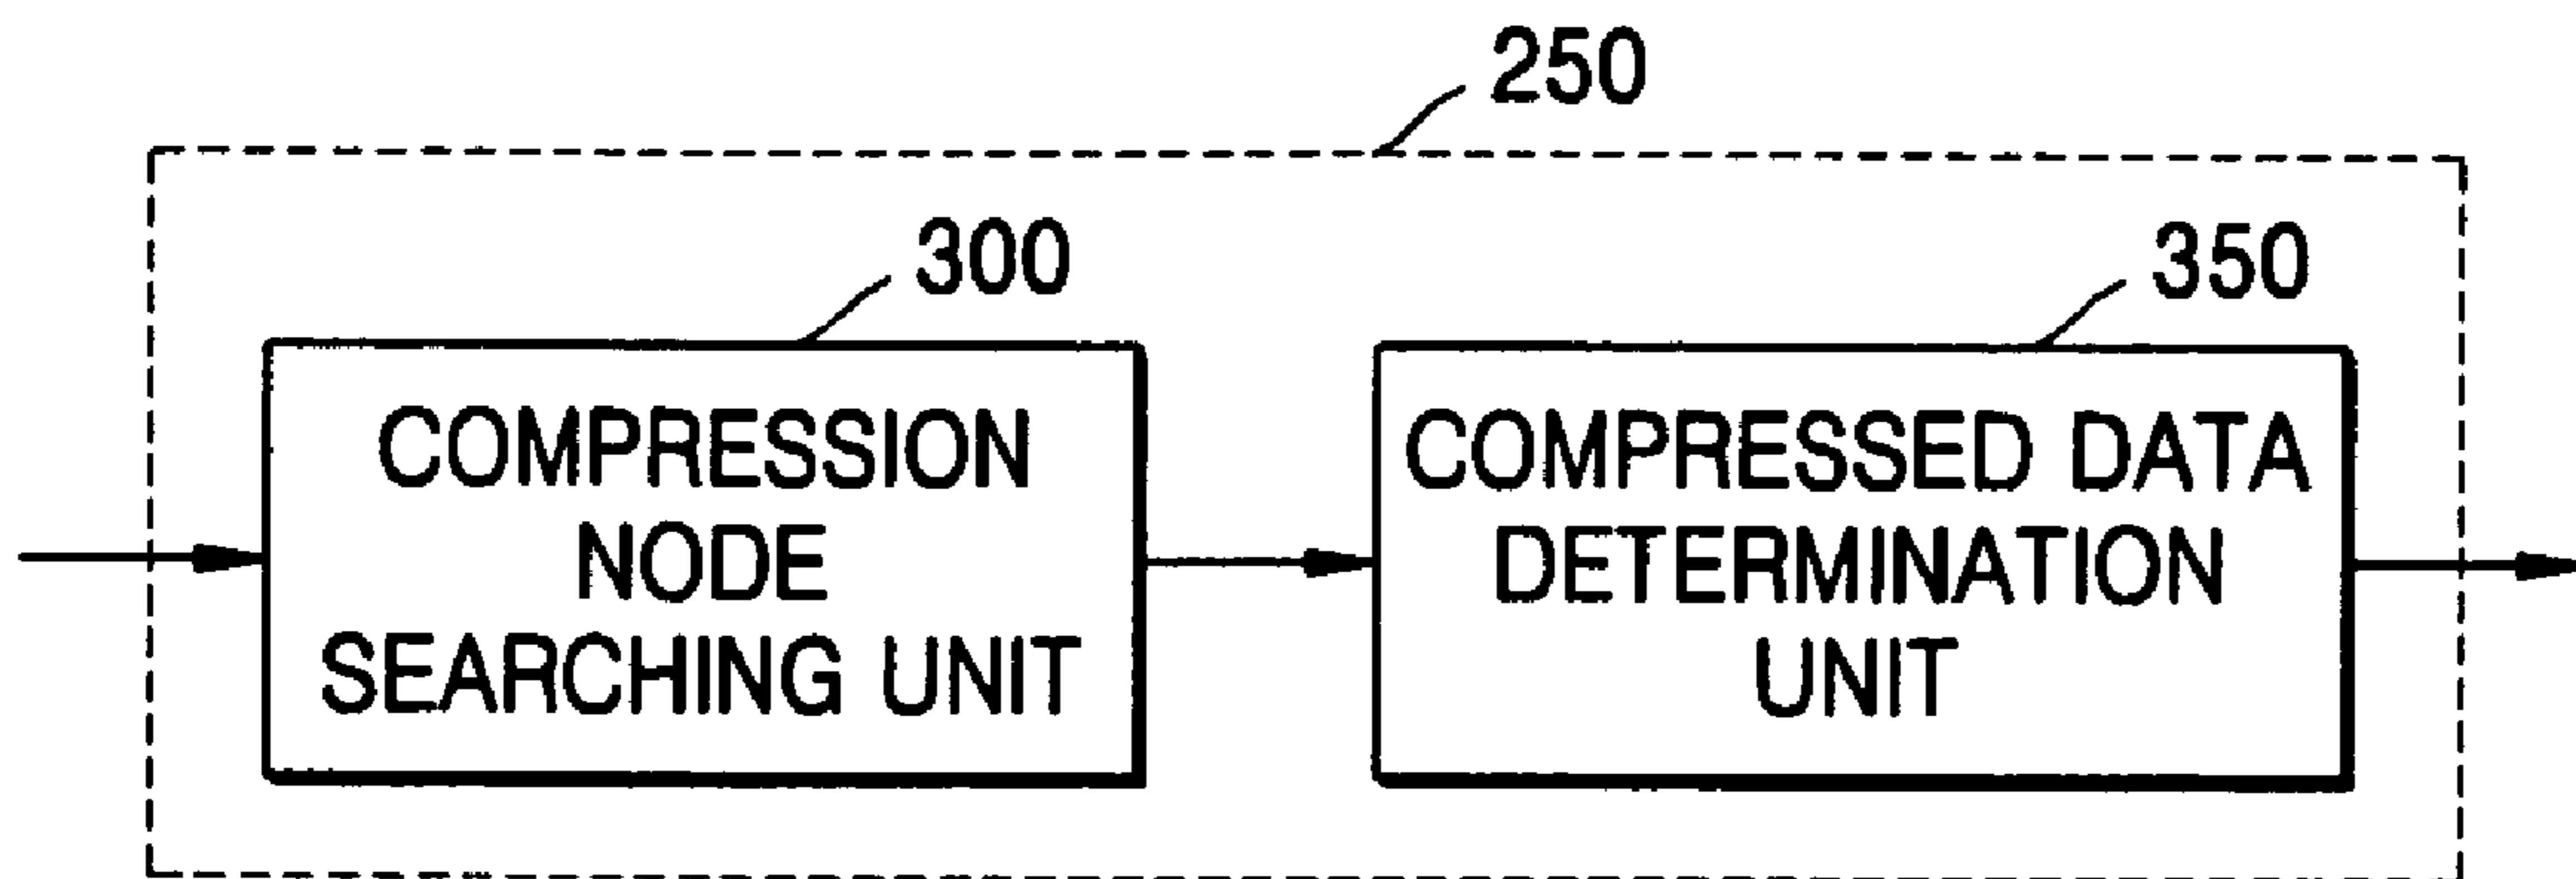 250
300
350
COMPRESSION
NODE
SEARCHING UNIT
COMPRESSED DATA
DETERMINATION
UNIT